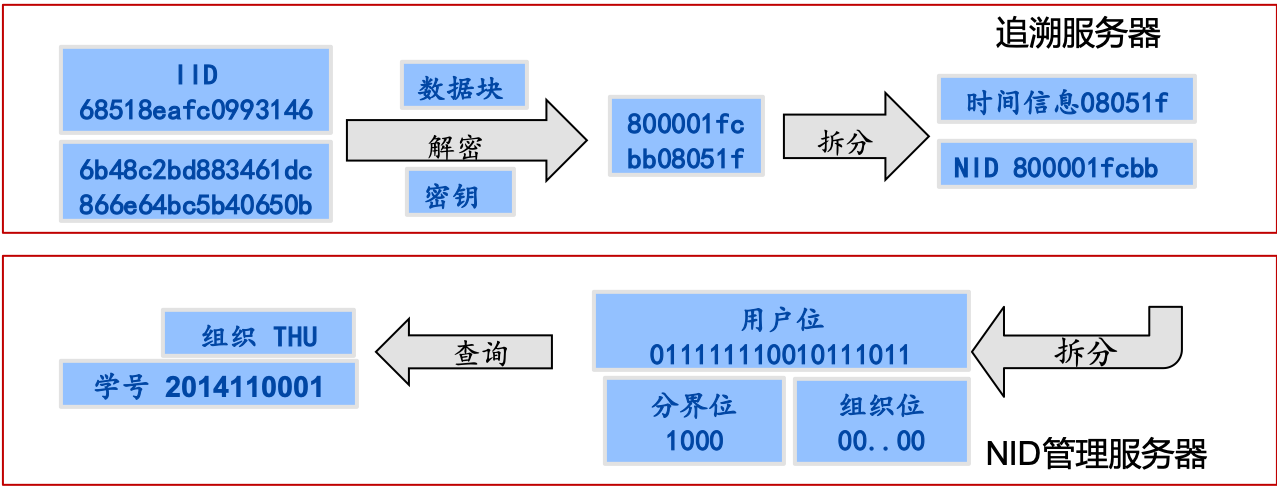 追溯服务器
IID
68518eafc0993146
6b48c2bd883461dc
866e64bc5b40650b
数据块
解密
密钥
800001fc
bb08051f
拆分
时间信息08051f
NID 800001fcbb
拆分
用户位
011111110010111011
分界位
1000
组织位
00..00
查询
组织 THU
学号 2014110001
NID管理服务器